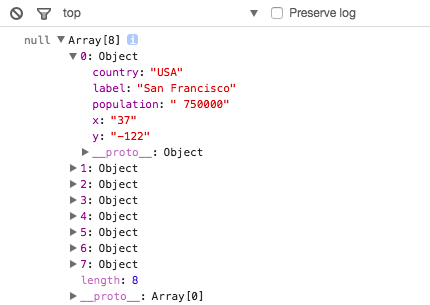 top Preserve log
null Array[8] i
0: Object
country: "USA"
label: "San Francisco"
population: " 750000"
x: "37"
y: "-122"
__proto__: Object
1: Object
2: Object
3: Object
4: Object
5: Object
6: Object
7: Object
length: 8
__proto__: Array[0]